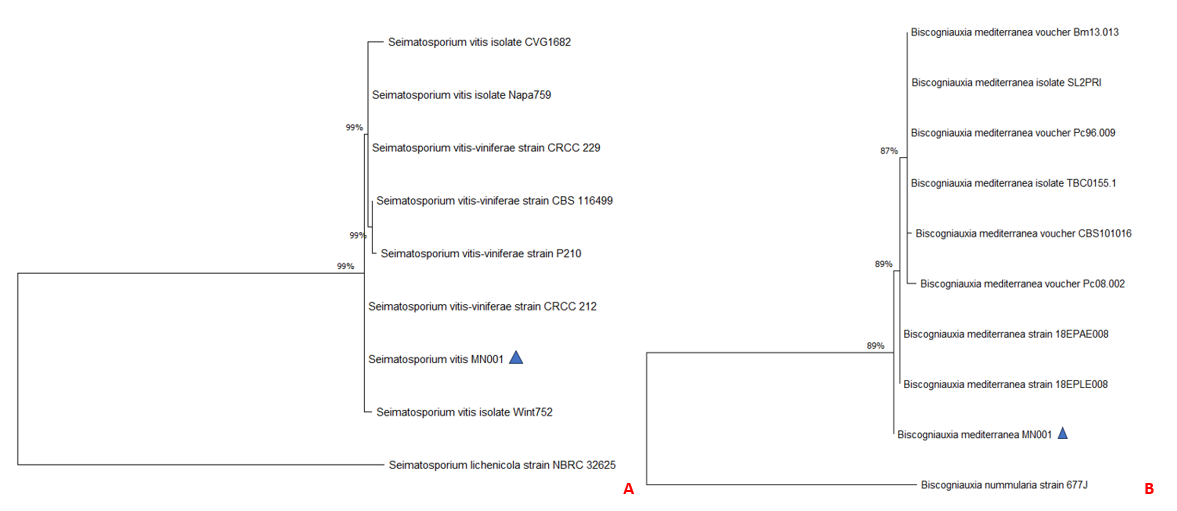 Seimatosporium vitis isolate CVG1682
Seimatosporium vitis isolate Napa759
99%
Seimatosporium vitis-viniferae strain CRCC 229
Seimatosporium vitis-viniferae strain CBS 116499
99%
Seimatosporium vitis-viniferae strain P210
99%
Seimatosporium vitis-viniferae strain CRCC 212
Seimatosporium vitis MN001
Seimatosporium vitis isolate Wint752
Seimatosporium lichenicola strain NBRC 32625
A
Biscogniauxia mediterranea voucher Bm13.013
Biscogniauxia mediterranea isolate SL2PRI
Biscogniauxia mediterranea voucher Pc96.009
87%
Biscogniauxia mediterranea isolate TBC0155.1
Biscogniauxia mediterranea voucher CBS101016
89%
Biscogniauxia mediterranea voucher Pc08.002
Biscogniauxia mediterranea strain 18EPAE008
89%
Biscogniauxia mediterranea strain 18EPLE008
Biscogniauxia mediterranea MN001
Biscogniauxia nummularia strain 677J
B